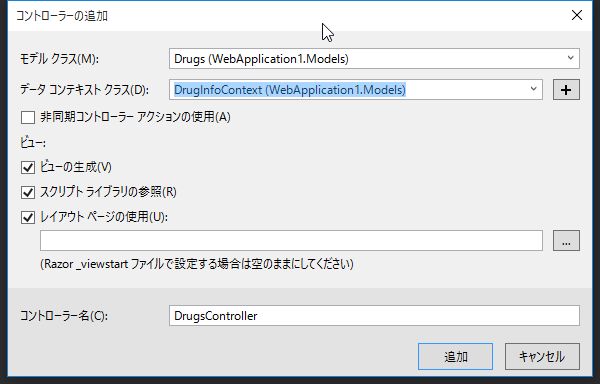 コントローラーの追加
モデル クラス(M):
Drugs (WebApplication1.Models)
データ コンテキスト クラス(D):
DrugInfoContext (WebApplication1.Models)
非同期コントローラー アクションの使用(A)
ビュー:
ビューの生成(V)
スクリプト ライブラリの参照(R)
レイアウト ページの使用(U):
...
(Razor _viewstart ファイルで設定する場合は空のままにしてください)
コントローラー名(C):
DrugsController
追加
キャンセル